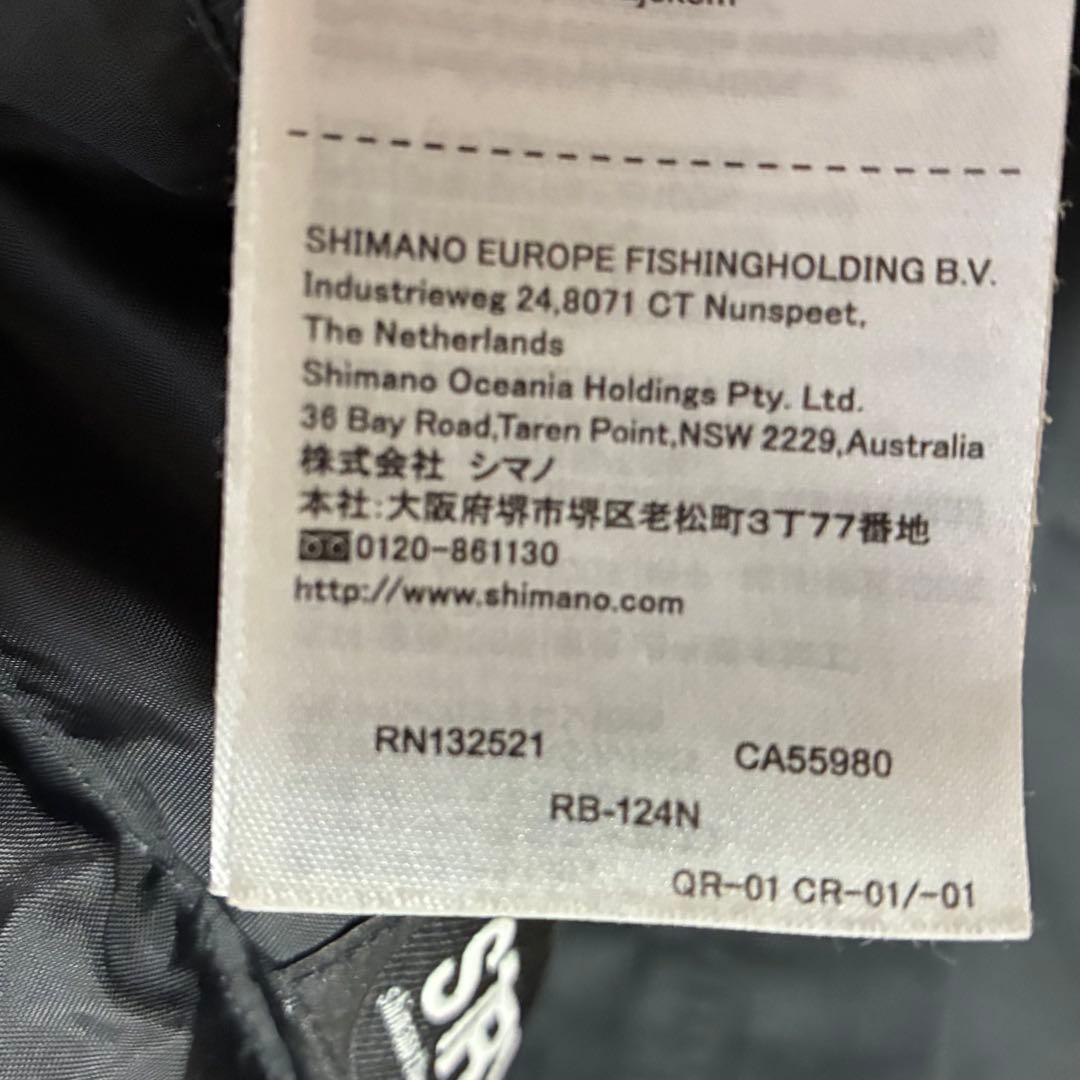 SHIMANO EUROPE FISHINGHOLDING B.V.
Industrieweg 24,8071 CT Nunspeet,
The Netherlands
Shimano Oceania Holdings Pty. Ltd.
36 Bay Road,Taren Point,NSW 2229,Australia
株式会社 シマノ
本社:大阪府堺市堺区老松町3丁77番地
0120-861130
http://www.shimano.com
RN132521 CA55980
RB-124N
QR-01 CR-01/-01